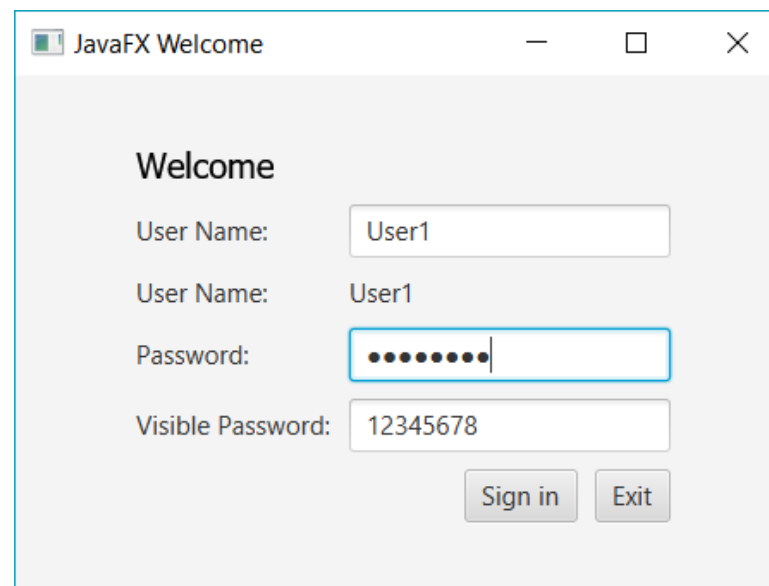 JavaFX Welcome
Welcome
User Name: User1
User Name: User1
Password: ●●●●●●●●
Visible Password: 12345678
Sign in Exit